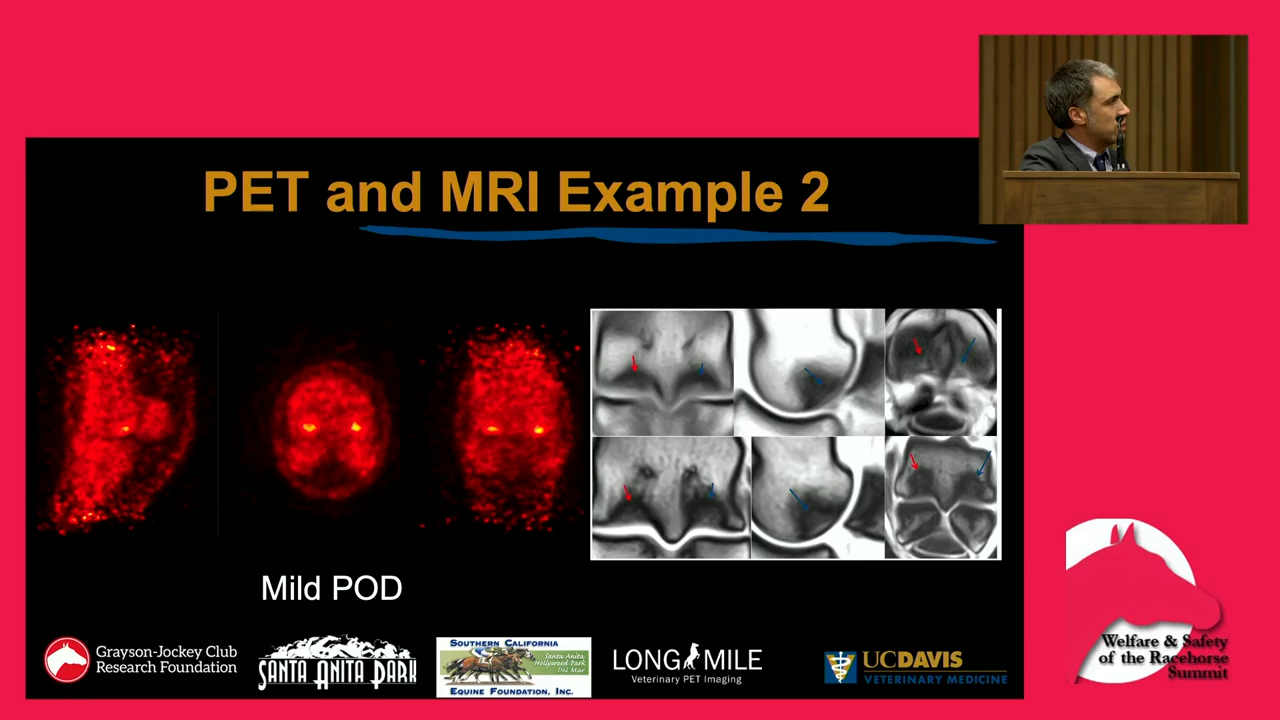 PET and MRI Example 2
Mild POD
Grayson-Jockey Club
Research Foundation
SANTA ANITA PARK
SOUTHERN CALIFORNIA
Santa Anita
Hollywood Park
Del Mar
EQUINE FOUNDATION, INC.
LONG MILE
Veterinary PET Imaging
UCDAVIS
VETERINARY MEDICINE
Welfare & Safety
of the Racehorse
Summit